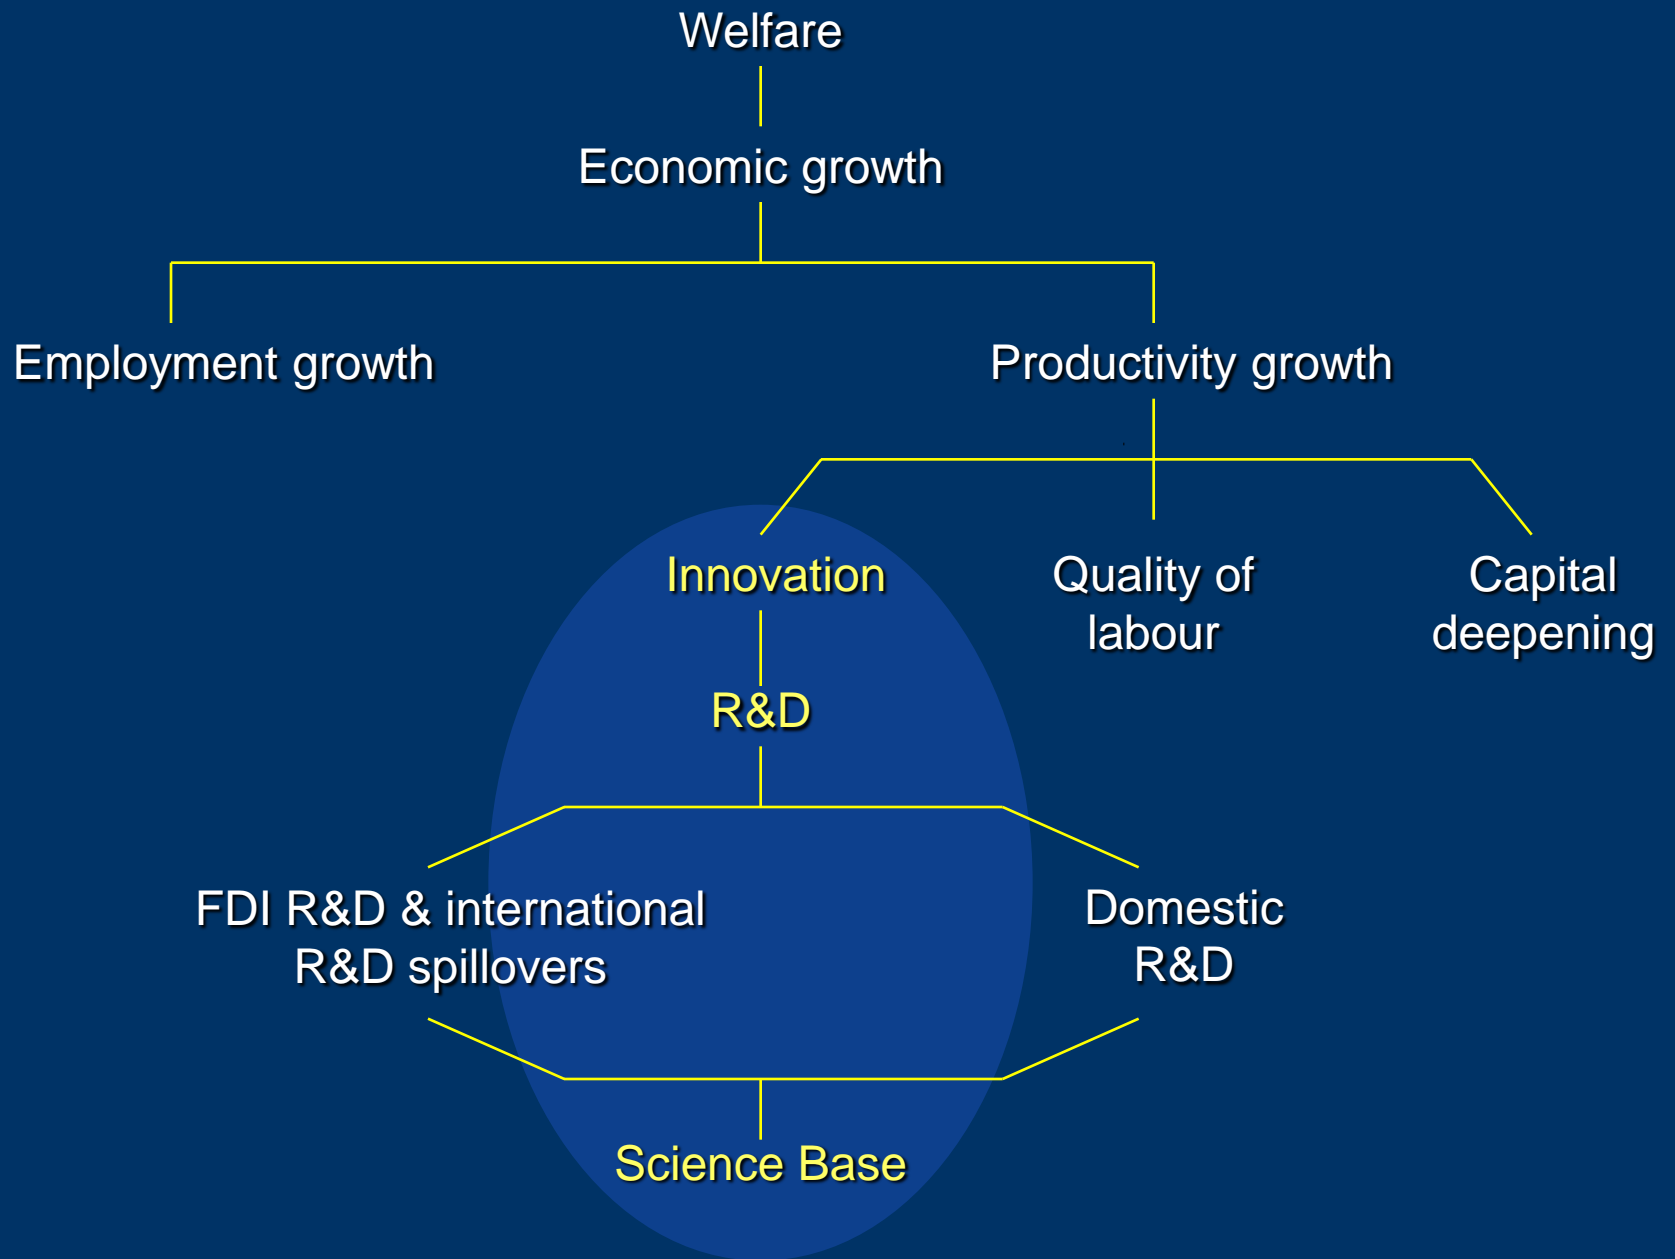 Welfare
Economic growth
Employment growth
Productivity growth
Innovation
Quality of
labour
Capital
deepening
R&D
FDI R&D & international
R&D spillovers
Domestic
R&D
Science Base